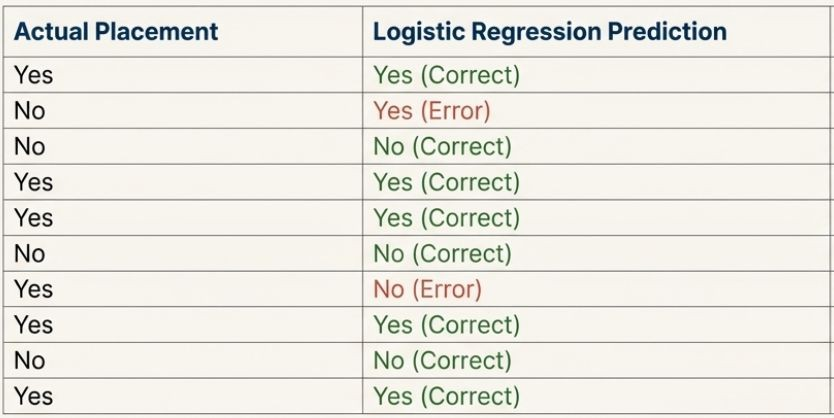 Actual Placement Logistic Regression Prediction
Yes Yes (Correct)
No Yes (Error)
No No (Correct)
Yes Yes (Correct)
Yes Yes (Correct)
No No (Correct)
Yes No (Error)
Yes Yes (Correct)
No No (Correct)
Yes Yes (Correct)